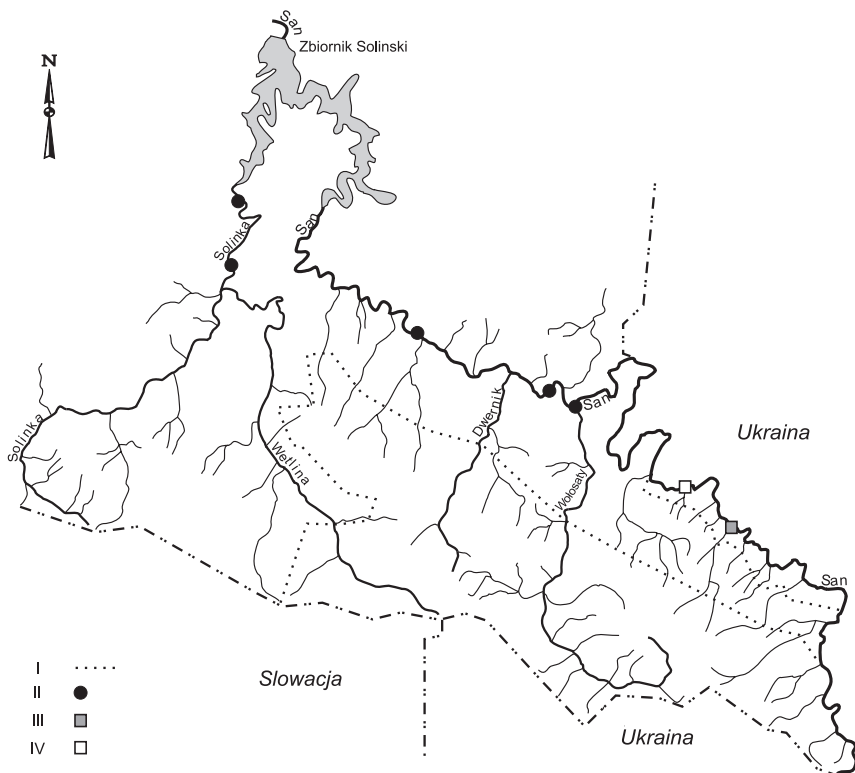 San
Zbiornik Solinski
N
San
Solinka
Solinka
Dwernik
San
Ukraina
Wetlina
Wołosaty
San
I
II
III
IV
Slowacja
Ukraina